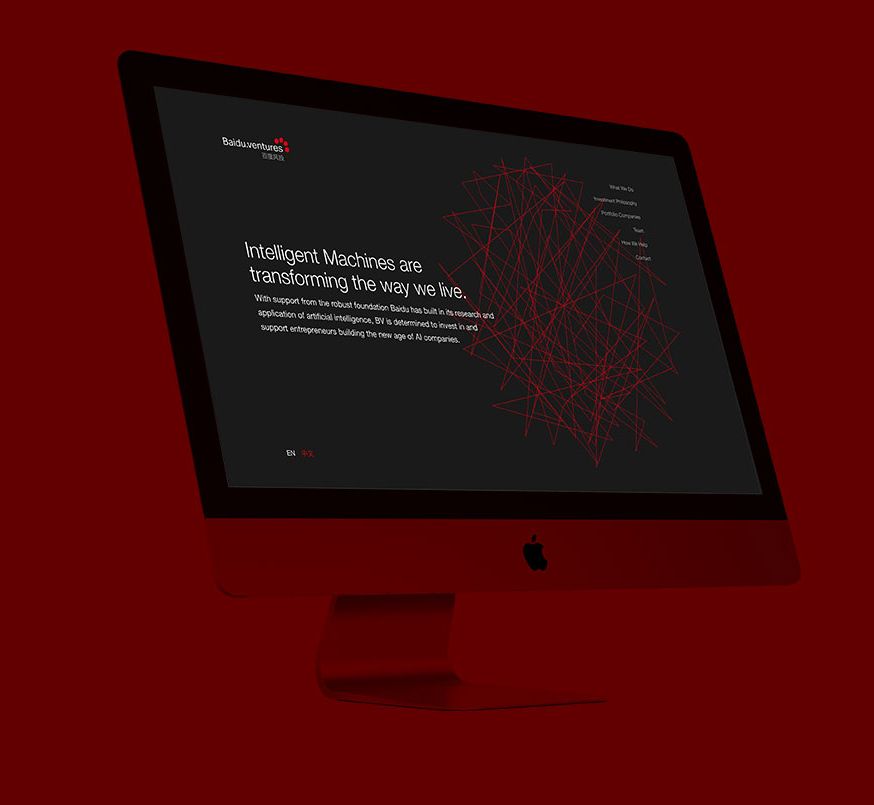 Baidu.ventures
百度风投
What We Do
Investment Philosophy
Portfolio Companies
Team
How We Help
Contact
Intelligent Machines are
transforming the way we live.
With support from the robust foundation Baidu has built in its research and
application of artificial intelligence, BV is determined to invest in and
support entrepreneurs building the new age of AI companies.
EN 中文